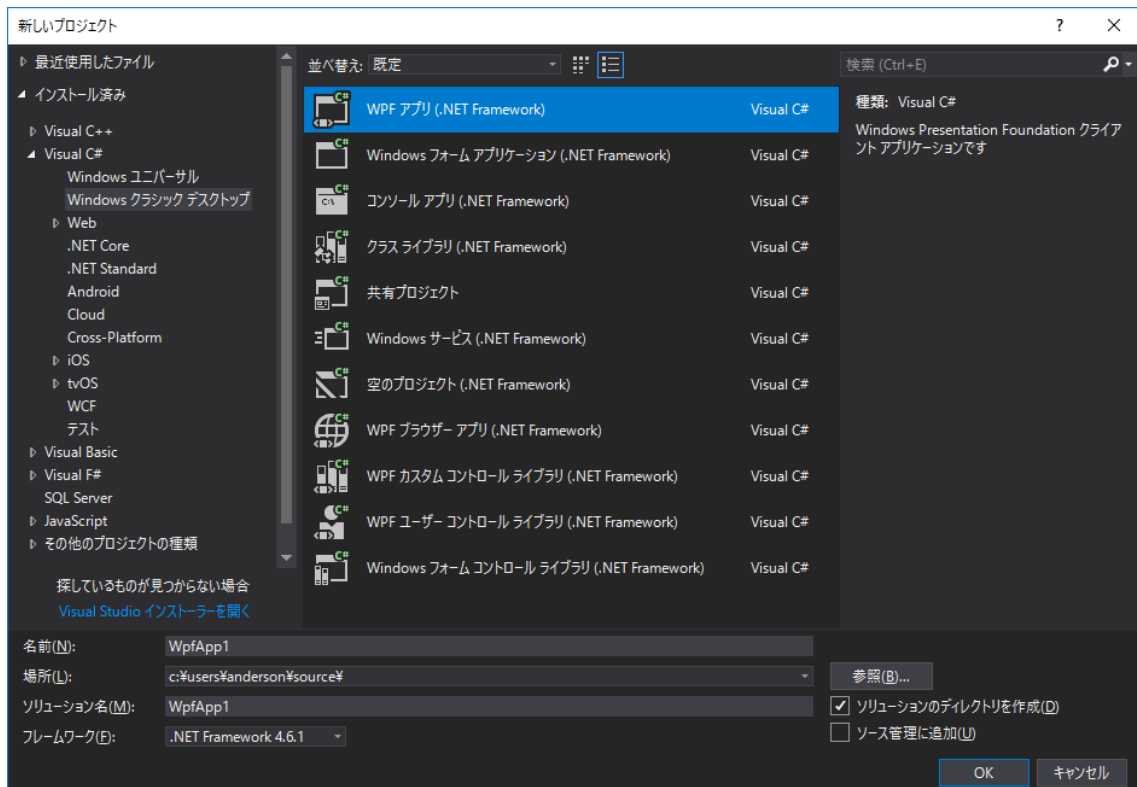 新しいプロジェクト
?
最近使用したファイル
インストール済み
Visual C++
Visual C#
Windows ユニバーサル
Windows クラシック デスクトップ
Web
.NET Core
.NET Standard
Android
Cloud
Cross-Platform
iOS
tvOS
WCF
テスト
Visual Basic
Visual F#
SQL Server
JavaScript
その他のプロジェクトの種類
探しているものが見つからない場合
Visual Studio インストーラーを開く
並べ替え: 既定
C# WPF アプリ (.NET Framework) Visual C#
C# Windows フォーム アプリケーション (.NET Framework) Visual C#
C# C:\ コンソール アプリ (.NET Framework) Visual C#
C# クラス ライブラリ (.NET Framework) Visual C#
C# 共有プロジェクト Visual C#
C# Windows サービス (.NET Framework) Visual C#
C# 空のプロジェクト (.NET Framework) Visual C#
C# WPF ブラウザー アプリ (.NET Framework) Visual C#
C# WPF カスタム コントロール ライブラリ (.NET Framework) Visual C#
C# WPF ユーザー コントロール ライブラリ (.NET Framework) Visual C#
C# Windows フォーム コントロール ライブラリ (.NET Framework) Visual C#
検索 (Ctrl+E)
種類: Visual C#
Windows Presentation Foundation クライア
ント アプリケーションです
名前(N): WpfApp1
場所(L): c:¥users¥anderson¥source¥
参照(B)...
ソリューション名(M): WpfApp1
ソリューションのディレクトリを作成(D)
フレームワーク(F): .NET Framework 4.6.1
ソース管理に追加(U)
OK
キャンセル